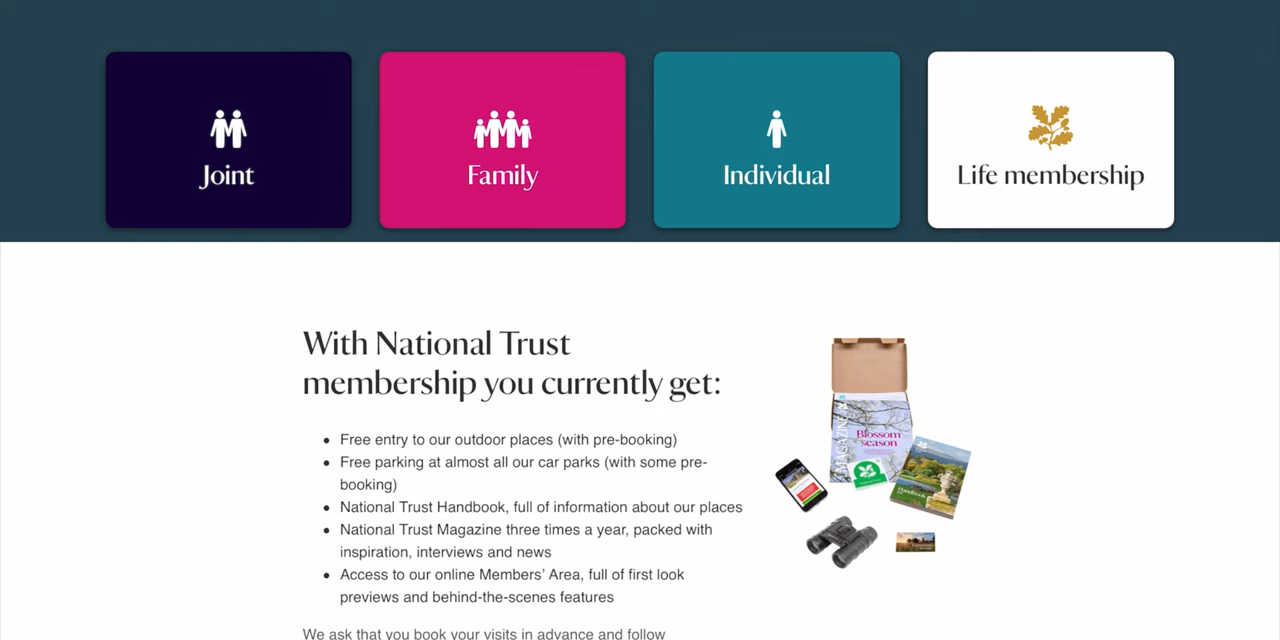 Joint
Family
Individual
Life membership
With National Trust
membership you currently get:
Free entry to our outdoor places (with pre-booking)
Free parking at almost all our car parks (with some pre-
booking)
National Trust Handbook, full of information about our places
National Trust Magazine three times a year, packed with
inspiration, interviews and news
Access to our online Members’ Area, full of first look
previews and behind-the-scenes features
We ask that you book your visits in advance and follow
MAGAZINE
Blossom
season
Handbook